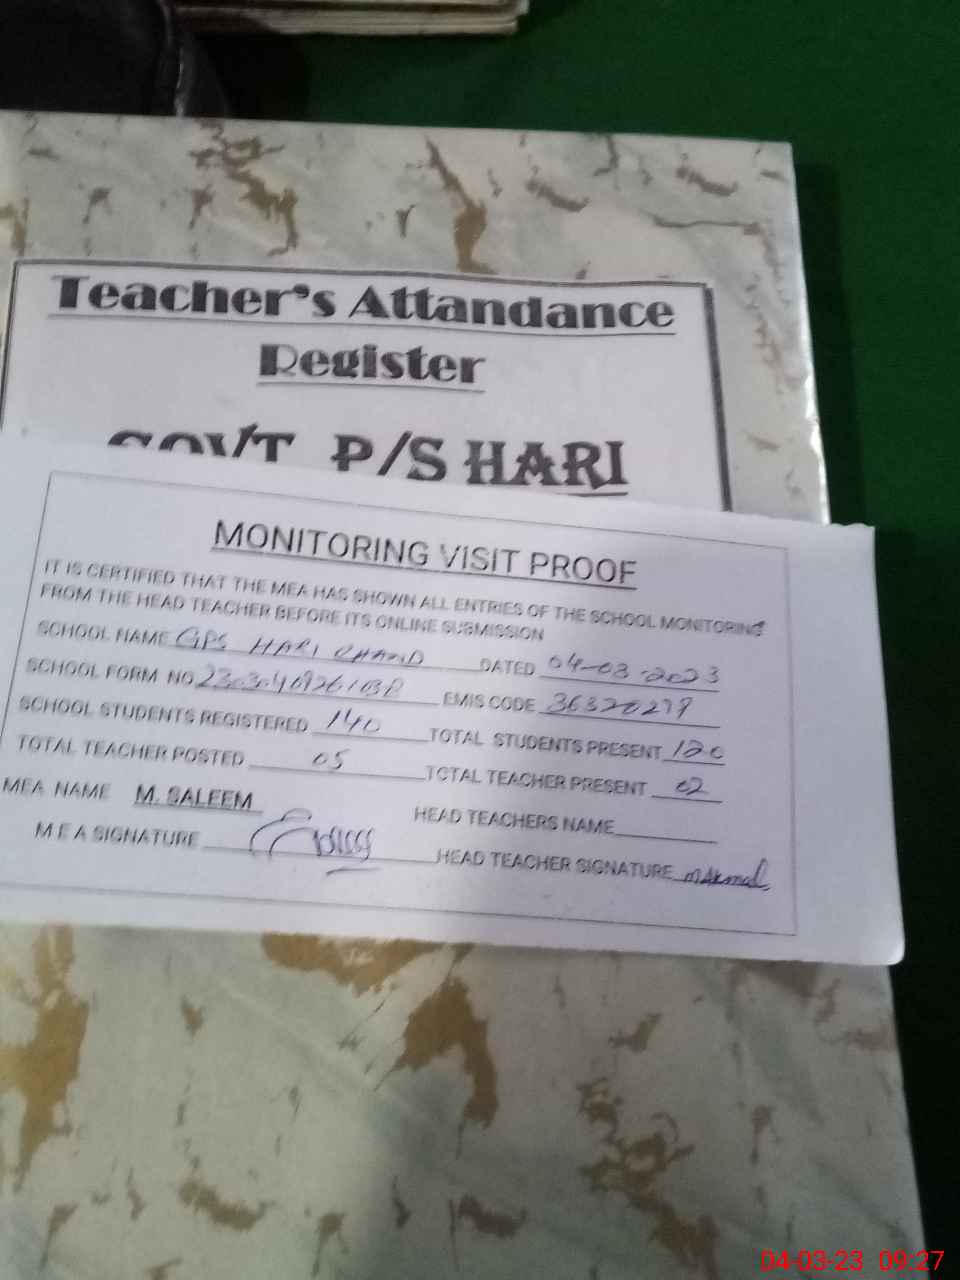 Teacher's Attandance
Register
GOVT P/S HARI
MONITORING VISIT PROOF
IT IS CERTIFIED THAT THE MEA HAS SHOWN ALL ENTRIES OF THE SCHOOL MONITORING
FROM THE HEAD TEACHER BEFORE ITS ONLINE SUBMISSION
SCHOOL NAME GPS HARI CHAND DATED 04-03-2023
SCHOOL FORM NO EMIS CODE 36320279
SCHOOL STUDENTS REGISTERED 140 TOTAL STUDENTS PRESENT 120
TOTAL TEACHER POSTED 05 TOTAL TEACHER PRESENT 02
MEA NAME M. SALEEM HEAD TEACHERS NAME
M E A SIGNATURE HEAD TEACHER SIGNATURE
04-03-23 09:27